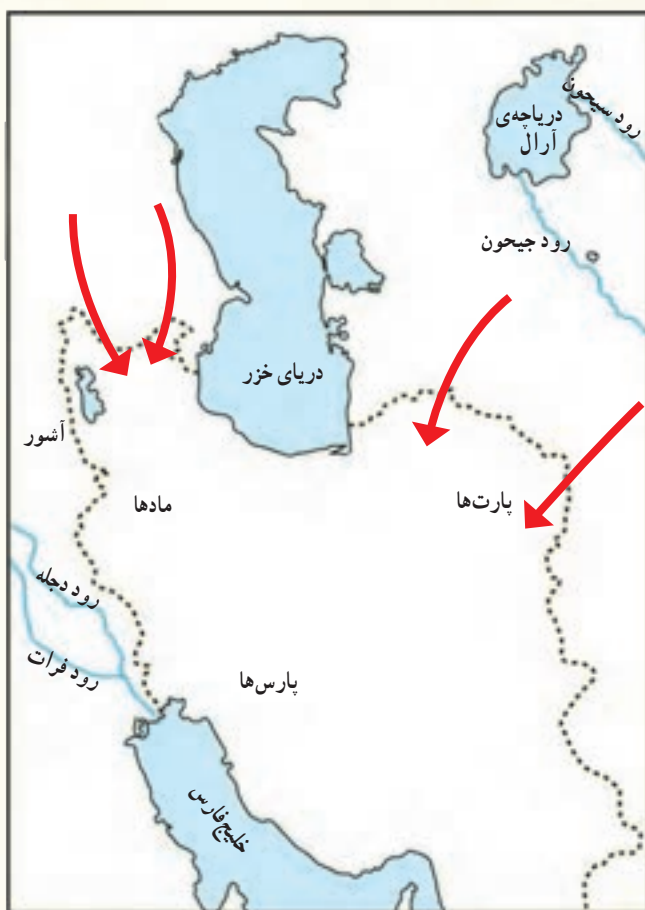 دریاچه‌ی
آرال
رود سیحون
رود جیحون
دریای خزر
آشور
مادها
پارت‌ها
رود دجله
رود فرات
پارس‌ها
خلیج فارس